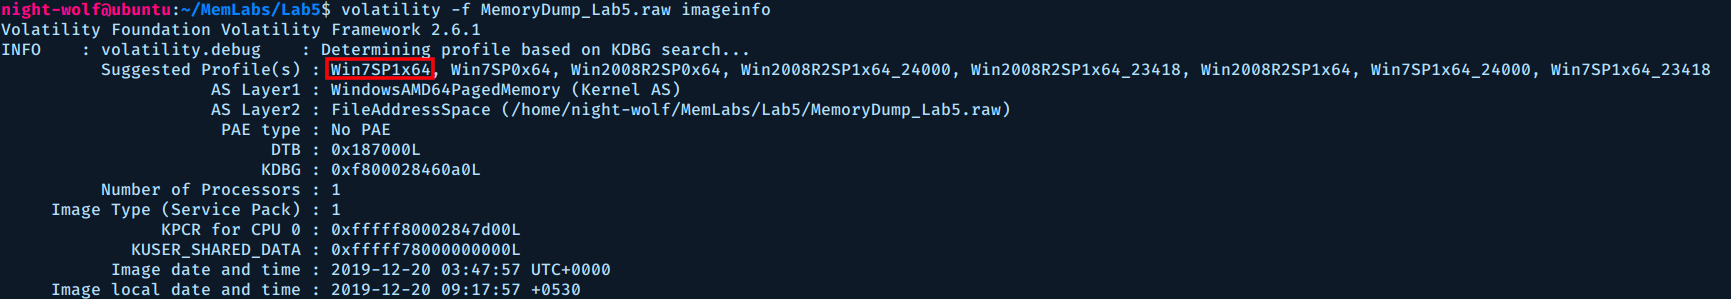 night-wolf@ubuntu:~/MemLabs/Lab5$ volatility -f MemoryDump_Lab5.raw imageinfo
Volatility Foundation Volatility Framework 2.6.1
INFO    : volatility.debug    : Determining profile based on KDBG search...
          Suggested Profile(s) : Win7SP1x64, Win7SP0x64, Win2008R2SP0x64, Win2008R2SP1x64_24000, Win2008R2SP1x64_23418, Win2008R2SP1x64, Win7SP1x64_24000, Win7SP1x64_23418
                     AS Layer1 : WindowsAMD64PagedMemory (Kernel AS)
                     AS Layer2 : FileAddressSpace (/home/night-wolf/MemLabs/Lab5/MemoryDump_Lab5.raw)
                      PAE type : No PAE
                           DTB : 0x187000L
                          KDBG : 0xf800028460a0L
          Number of Processors : 1
     Image Type (Service Pack) : 1
                KPCR for CPU 0 : 0xfffff80002847d00L
             KUSER_SHARED_DATA : 0xfffff78000000000L
           Image date and time : 2019-12-20 03:47:57 UTC+0000
     Image local date and time : 2019-12-20 09:17:57 +0530